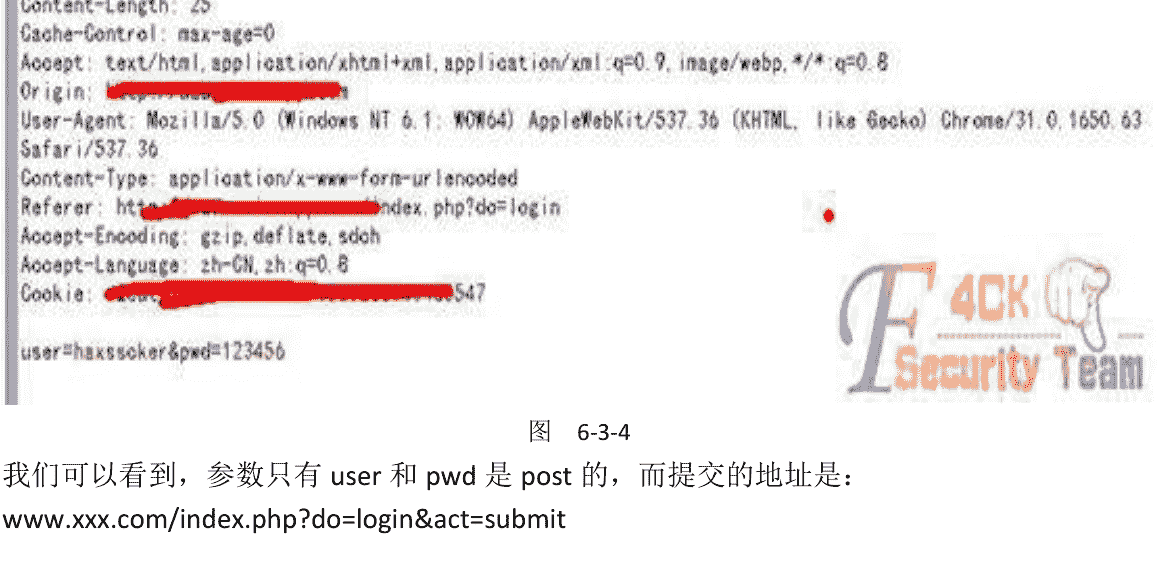 Content-Length: 25
Cache-Control: max-age=0
Accept: text/html,application/xhtml+xml,application/xml;q=0.9,image/webp,*/*;q=0.8
Origin:
User-Agent: Mozilla/5.0 (Windows NT 6.1; WOW64) AppleWebKit/537.36 (KHTML, like Gecko) Chrome/31.0.1650.63
Safari/537.36
Content-Type: application/x-www-form-urlencoded
Referer: htt ndex.php?do=login
Accept-Encoding: gzip,deflate,sdch
Accept-Language: zh-CN,zh;q=0.8
Cookie: 547
user=haxsscker&pwd=123456
F4CK
Security Team
图 6-3-4
我们可以看到，参数只有 user 和 pwd 是 post 的，而提交的地址是：
www.xxx.com/index.php?do=login&act=submit